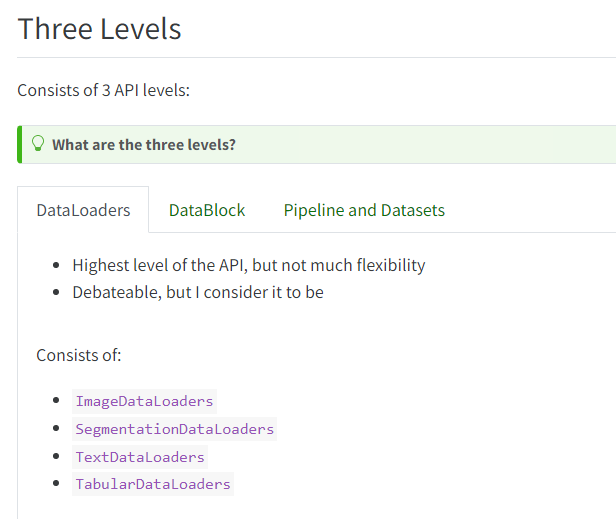 Three Levels
Consists of 3 API levels:
What are the three levels?
DataLoaders DataBlock Pipeline and Datasets
Highest level of the API, but not much flexibility
Debateable, but I consider it to be
Consists of:
ImageDataLoaders
SegmentationDataLoaders
TextDataLoaders
TabularDataLoaders